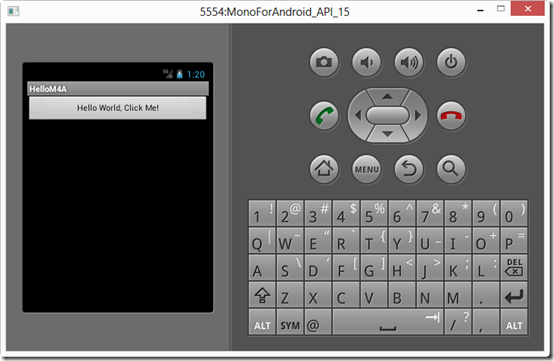 5554:MonoForAndroid_API_15
1:20
HelloM4A
Hello World, Click Me!
MENU
1 ! 2 @ 3 # 4 $ 5 % 6 ^ 7 & 8 * 9 ( 0 )
Q | W ~ E " R ` T { Y } U _ I - O + P =
A S \ D ' F [ G ] H < J > K ; L : DEL
Z X C V B N M .
ALT SYM @ / ? , ALT